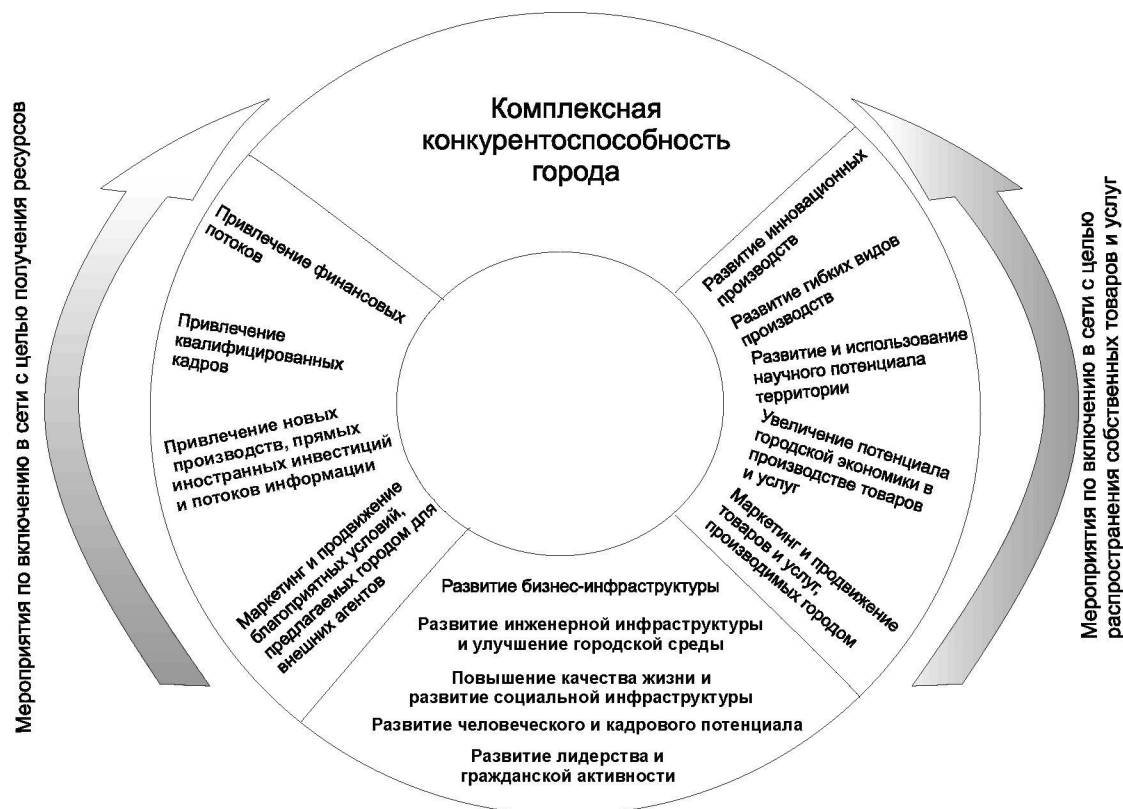 Мероприятия по включению в сети с целью получения ресурсов
Комплексная
конкурентоспособность
города
Привлечение финансовых
потоков
Привлечение
квалифицированных
кадров
Привлечение новых
производств, прямых
иностранных инвестиций
и потоков информации
Маркетинг и продвижение
благоприятных условий,
предлагаемых городом для
внешних агентов
Развитие бизнес-инфраструктуры
Развитие инженерной инфраструктуры
и улучшение городской среды
Повышение качества жизни и
развитие социальной инфраструктуры
Развитие человеческого и кадрового потенциала
Развитие лидерства и
гражданской активности
Развитие инновационных
производств
Развитие гибких видов
производств
Развитие и использование
научного потенциала
территории
Увеличение потенциала
городской экономики в
производстве товаров
и услуг
Маркетинг и продвижение
товаров и услуг,
производимых городом
Мероприятия по включению в сети с целью
распространения собственных товаров и услуг